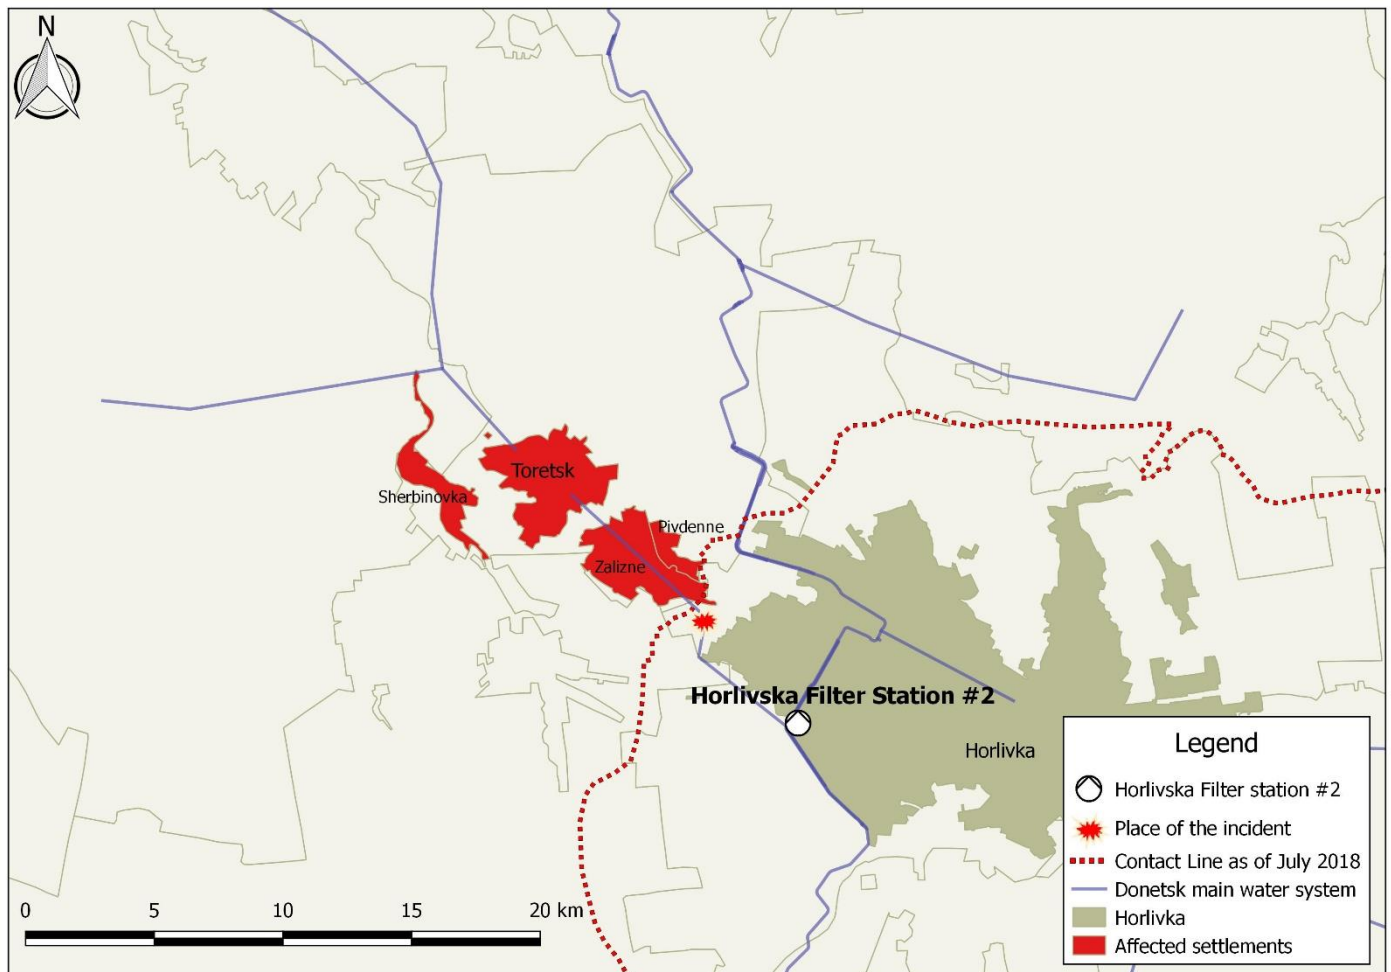 N
Toretsk
Sherbinovka
Pivdenne
Zalizne
Horlivska Filter Station #2
Horlivka
Legend
Horlivska Filter station #2
Place of the incident
Contact Line as of July 2018
Donetsk main water system
Horlivka
Affected settlements
0 5 10 15 20 km